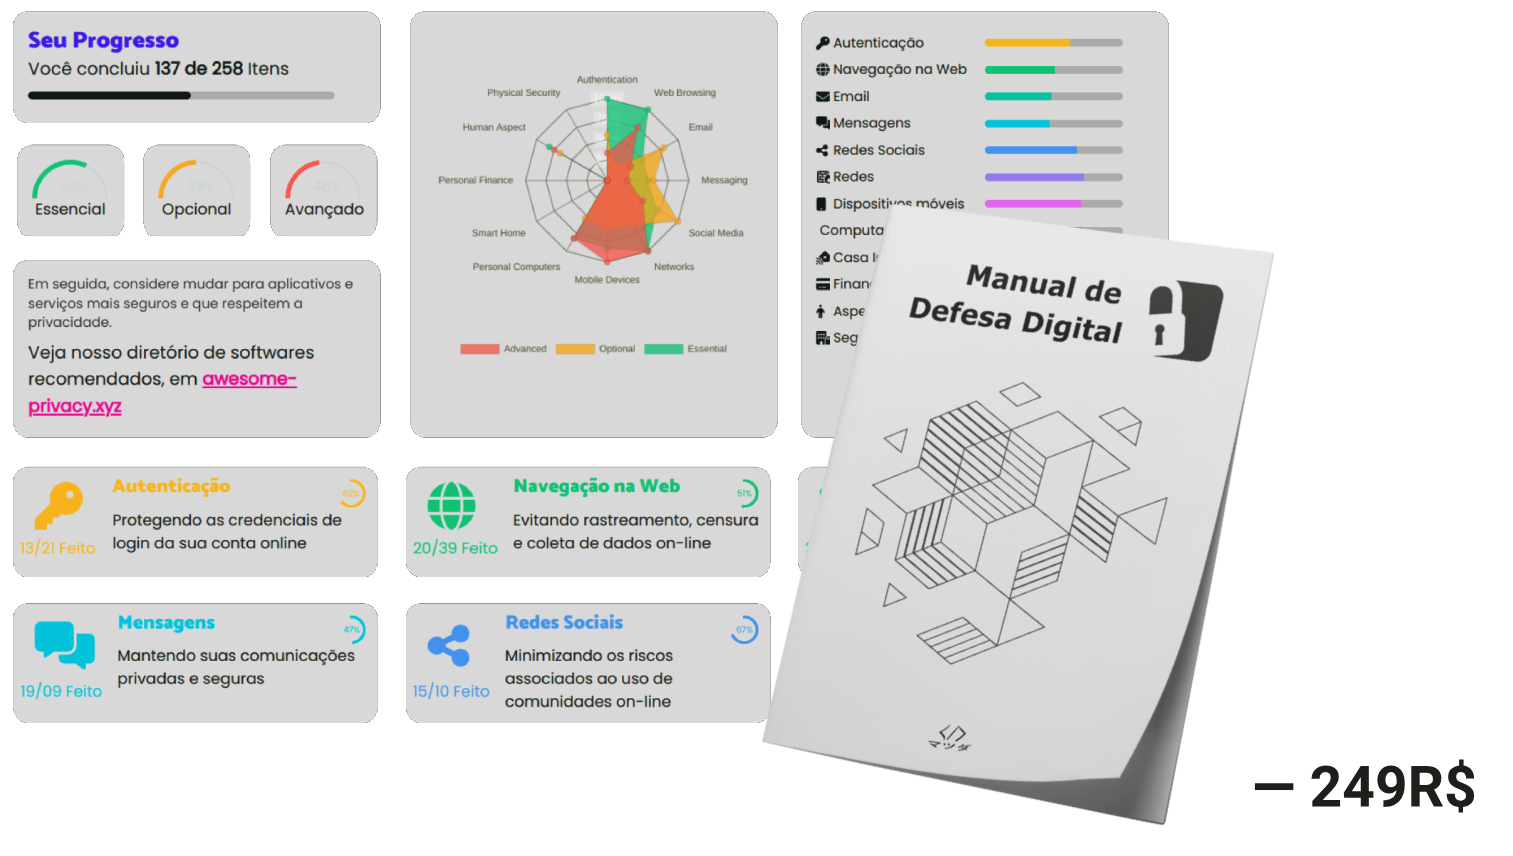 Seu Progresso
Você concluiu 137 de 258 Itens
64%
Essencial
49%
Opcional
46%
Avançado
Em seguida, considere mudar para aplicativos e
serviços mais seguros e que respeitem a
privacidade.
Veja nosso diretório de softwares
recomendados, em awesome-
privacy.xyz
Authentication
Web Browsing
Email
Messaging
Social Media
Networks
Mobile Devices
Personal Computers
Smart Home
Personal Finance
Human Aspect
Physical Security
Advanced
Optional
Essential
Autenticação
Navegação na Web
Email
Mensagens
Redes Sociais
Redes
Dispositivos móveis
Computa
Casa I
Finan
Aspe
Seg
Autenticação
52%
Protegendo as credenciais de
login da sua conta online
13/21 Feito
Navegação na Web
51%
Evitando rastreamento, censura
e coleta de dados on-line
20/39 Feito
Mensagens
47%
Mantendo suas comunicações
privadas e seguras
19/09 Feito
Redes Sociais
67%
Minimizando os riscos
associados ao uso de
comunidades on-line
15/10 Feito
Manual de
Defesa Digital
— 249R$